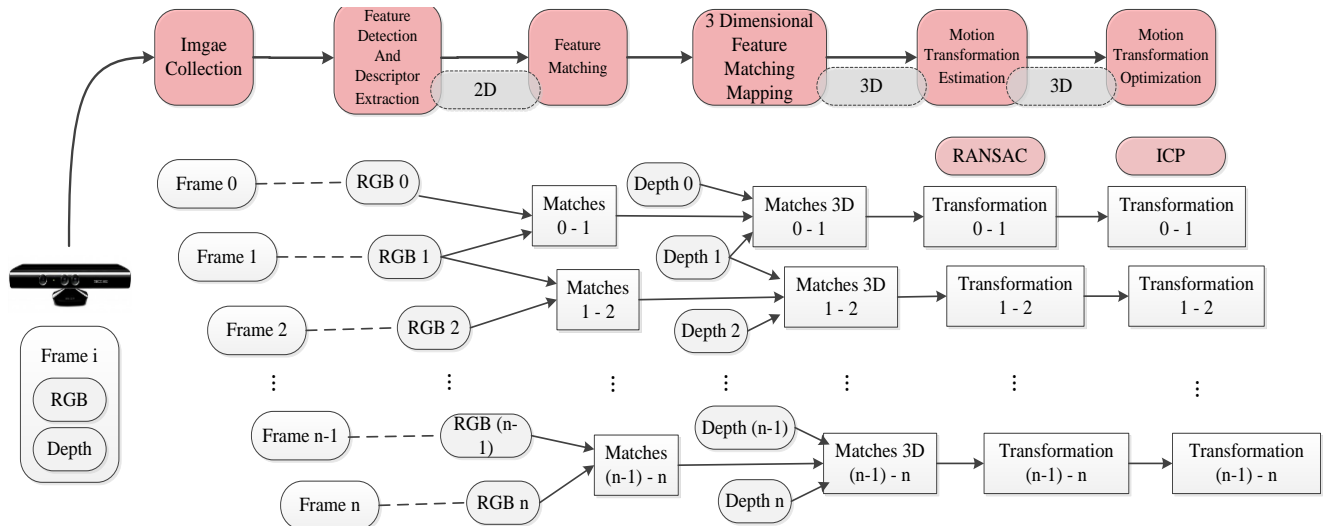 Imgae
Collection
Feature
Detection
And
Descriptor
Extraction
2D
Feature
Matching
3 Dimensional
Feature
Matching
Mapping
3D
Motion
Transformation
Estimation
3D
Motion
Transformation
Optimization
RANSAC
ICP
Frame 0
RGB 0
Matches
0 - 1
Depth 0
Matches 3D
0 - 1
Transformation
0 - 1
Transformation
0 - 1
Frame 1
RGB 1
Depth 1
Matches
1 - 2
Matches 3D
1 - 2
Transformation
1 - 2
Transformation
1 - 2
Frame 2
RGB 2
Depth 2
Frame i
RGB
Depth
Frame n-1
RGB (n-
1)
Depth (n-1)
Matches
(n-1) - n
Matches 3D
(n-1) - n
Transformation
(n-1) - n
Transformation
(n-1) - n
Frame n
RGB n
Depth n